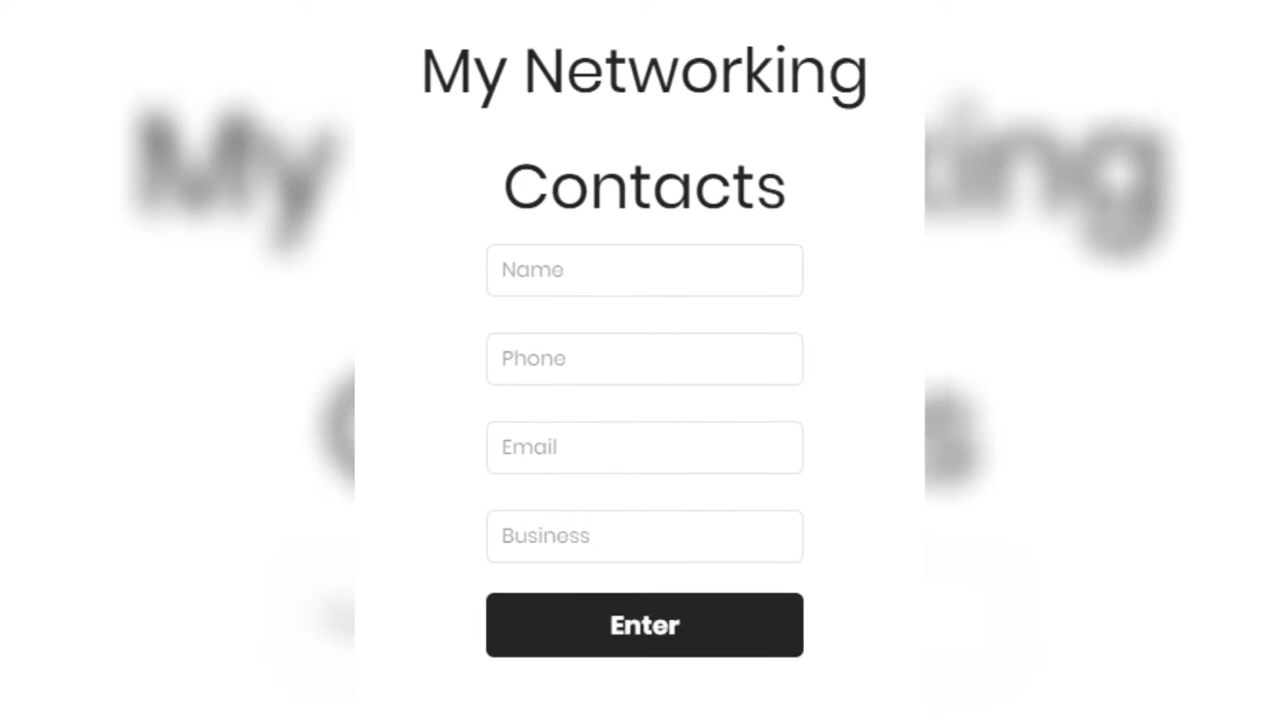 My Networking
Contacts
Name
Phone
Email
Business
Enter